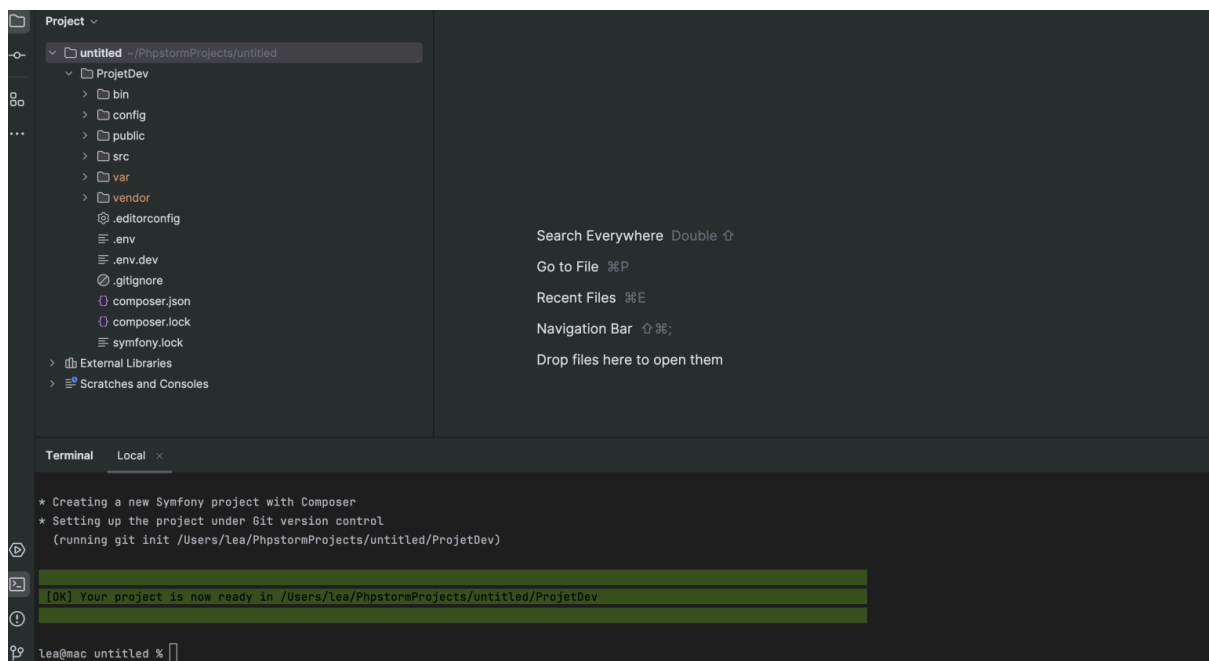 Project
untitled ~/PhpstormProjects/untitled
ProjetDev
bin
config
public
src
var
vendor
.editorconfig
.env
.env.dev
.gitignore
composer.json
composer.lock
symfony.lock
External Libraries
Scratches and Consoles
Search Everywhere Double ⇧
Go to File ⌘P
Recent Files ⌘E
Navigation Bar ⇧⌘;
Drop files here to open them
Terminal Local ×
* Creating a new Symfony project with Composer
* Setting up the project under Git version control
(running git init /Users/lea/PhpstormProjects/untitled/ProjetDev)
[OK] Your project is now ready in /Users/lea/PhpstormProjects/untitled/ProjetDev
lea@mac untitled %